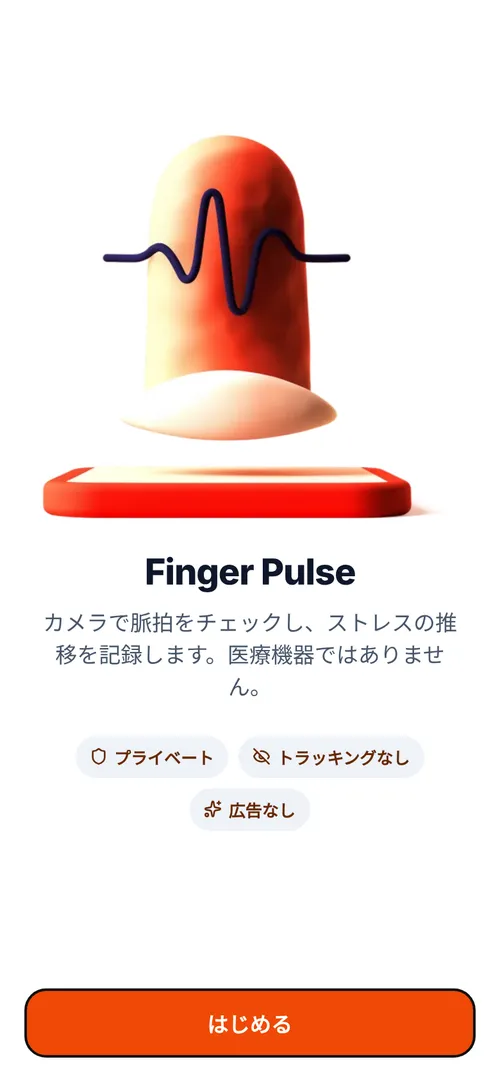 Finger Pulse
カメラで脈拍をチェックし、ストレスの推
移を記録します。医療機器ではありませ
ん。
プライベート
トラッキングなし
広告なし
はじめる